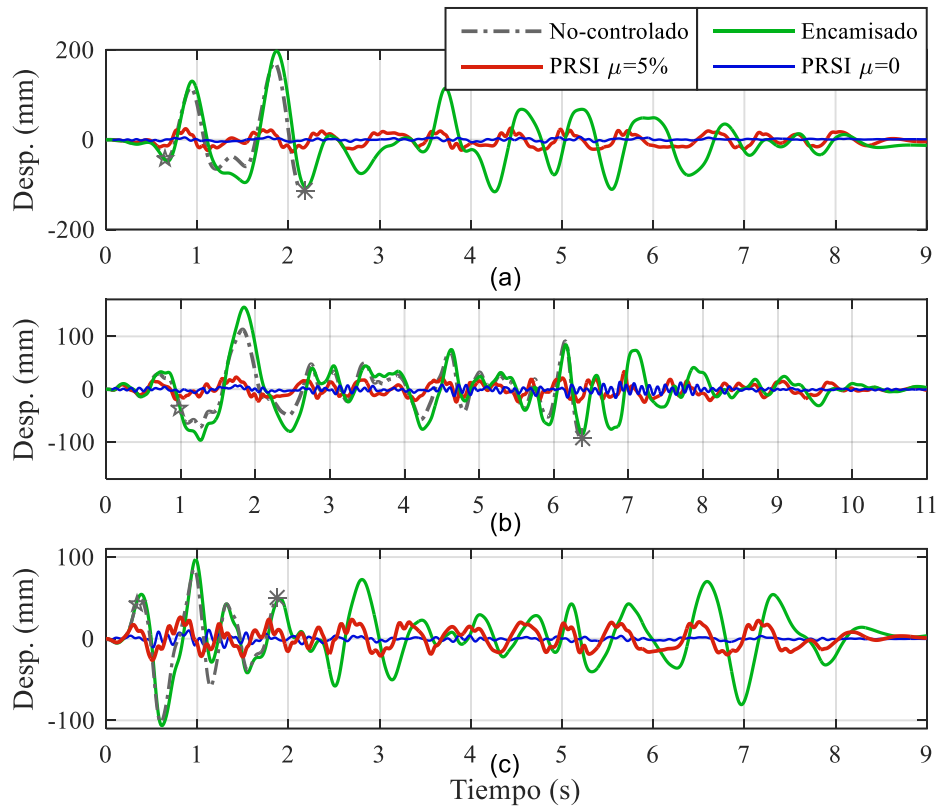 No-controlado Encamisado
PRSI μ=5% PRSI μ=0
200
0
-200
Desp. (mm)
0 1 2 3 4 5 6 7 8 9
(a)
100
0
-100
Desp. (mm)
0 1 2 3 4 5 6 7 8 9 10 11
(b)
100
0
-100
Desp. (mm)
0 1 2 3 4 5 6 7 8 9
(c)
Tiempo (s)